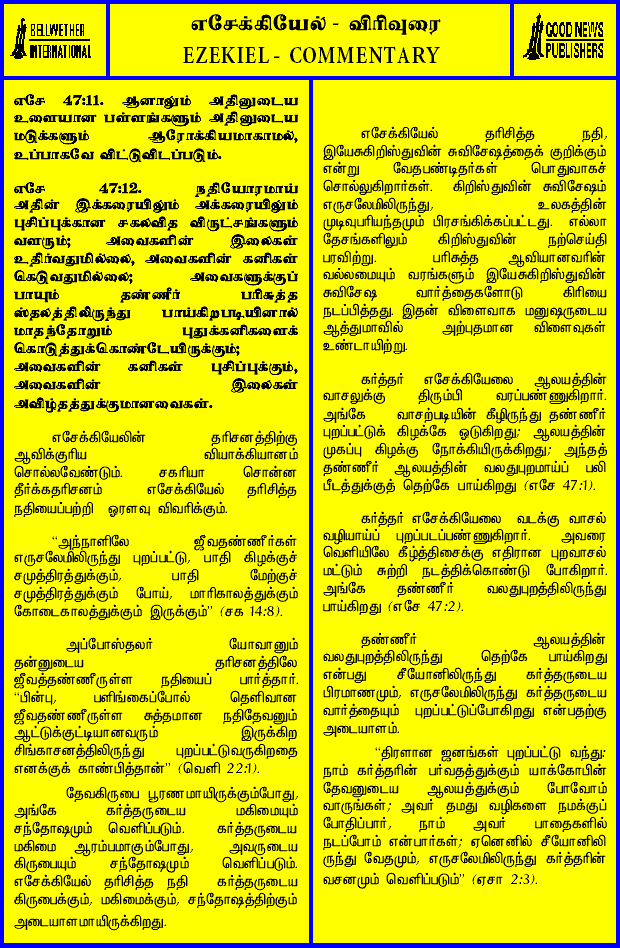 BELLWETHER
INTERNATIONAL
எசேக்கியேல் - விரிவுரை
EZEKIEL - COMMENTARY
GOOD NEWS
PUBLISHERS
எசே 47:11. ஆனாலும் அதினுடைய
உளையான பள்ளங்களும் அதினுடைய
மடுக்களும் ஆரோக்கியமாகாமல்,
உப்பாகவே விட்டுவிடப்படும்.
எசே 47:12. நதியோரமாய்
அதின் இக்கரையிலும் அக்கரையிலும்
புசிப்புக்கான சகலவித விருட்சங்களும்
வளரும்; அவைகளின் இலைகள்
உதிர்வதுமில்லை, அவைகளின் கனிகள்
கெடுவதுமில்லை; அவைகளுக்குப்
பாயும் தண்ணீர் பரிசுத்த
ஸ்தலத்திலிருந்து பாய்கிறபடியினால்
மாதந்தோறும் புதுக்கனிகளைக்
கொடுத்துக்கொண்டேயிருக்கும்;
அவைகளின் கனிகள் புசிப்புக்கும்,
அவைகளின் இலைகள்
அவிழ்தத்துக்குமானவைகள்.
எசேக்கியேலின் தரிசனத்திற்கு
ஆவிக்குரிய வியாக்கியானம்
சொல்லவேண்டும். சகரியா சொன்ன
தீர்க்கதரிசனம் எசேக்கியேல் தரிசித்த
நதியைப்பற்றி ஓரளவு விவரிக்கும்.
“அந்நாளிலே ஜீவதண்ணீர்கள்
எருசலேமிலிருந்து புறப்பட்டு, பாதி கிழக்குச்
சமுத்திரத்துக்கும், பாதி மேற்குச்
சமுத்திரத்துக்கும் போய், மாரிகாலத்துக்கும்
கோடைகாலத்துக்கும் இருக்கும்” (சக 14:8).
அப்போஸ்தலர் யோவானும்
தன்னுடைய தரிசனத்திலே
ஜீவத்தண்ணீருள்ள நதியைப் பார்த்தார்.
“பின்பு, பளிங்கைப்போல் தெளிவான
ஜீவதண்ணீருள்ள சுத்தமான நதிதேவனும்
ஆட்டுக்குட்டியானவரும் இருக்கிற
சிங்காசனத்திலிருந்து புறப்பட்டுவருகிறதை
எனக்குக் காண்பித்தான்” (வெளி 22:1).
தேவகிருபை பூரணமாயிருக்கும்போது,
அங்கே கர்த்தருடைய மகிமையும்
சந்தோஷமும் வெளிப்படும். கர்த்தருடைய
மகிமை ஆரம்பமாகும்போது, அவருடைய
கிருபையும் சந்தோஷமும் வெளிப்படும்.
எசேக்கியேல் தரிசித்த நதி கர்த்தருடைய
கிருபைக்கும், மகிமைக்கும், சந்தோஷத்திற்கும்
அடையாளமாயிருக்கிறது.
எசேக்கியேல் தரிசித்த நதி,
இயேசுகிறிஸ்துவின் சுவிசேஷத்தைக் குறிக்கும்
என்று வேதபண்டிதர்கள் பொதுவாகச்
சொல்லுகிறார்கள். கிறிஸ்துவின் சுவிசேஷம்
எருசலேமிலிருந்து, உலகத்தின்
முடிவுபரியந்தமும் பிரசங்கிக்கப்பட்டது. எல்லா
தேசங்களிலும் கிறிஸ்துவின் நற்செய்தி
பரவிற்று. பரிசுத்த ஆவியானவரின்
வல்லமையும் வரங்களும் இயேசுகிறிஸ்துவின்
சுவிசேஷ வார்த்தைகளோடு கிரியை
நடப்பித்தது. இதன் விளைவாக மனுஷருடைய
ஆத்துமாவில் அற்புதமான விளைவுகள்
உண்டாயிற்று.
கர்த்தர் எசேக்கியேலை ஆலயத்தின்
வாசலுக்கு திரும்பி வரப்பண்ணுகிறார்.
அங்கே வாசற்படியின் கீழிருந்து தண்ணீர்
புறப்பட்டுக் கிழக்கே ஓடுகிறது; ஆலயத்தின்
முகப்பு கிழக்கு நோக்கியிருக்கிறது; அந்தத்
தண்ணீர் ஆலயத்தின் வலதுபுறமாய்ப் பலி
பீடத்துக்குத் தெற்கே பாய்கிறது (எசே 47:1).
கர்த்தர் எசேக்கியேலை வடக்கு வாசல்
வழியாய்ப் புறப்படப்பண்ணுகிறார். அவரை
வெளியிலே கீழ்த்திசைக்கு எதிரான புறவாசல்
மட்டும் சுற்றி நடத்திக்கொண்டு போகிறார்.
அங்கே தண்ணீர் வலதுபுறத்திலிருந்து
பாய்கிறது (எசே 47:2).
தண்ணீர் ஆலயத்தின்
வலதுபுறத்திலிருந்து தெற்கே பாய்கிறது
என்பது சீயோனிலிருந்து கர்த்தருடைய
பிரமாணமும், எருசலேமிலிருந்து கர்த்தருடைய
வார்த்தையும் புறப்பட்டுப்போகிறது என்பதற்கு
அடையாளம்.
“திரளான ஜனங்கள் புறப்பட்டு வந்து:
நாம் கர்த்தரின் பர்வதத்துக்கும் யாக்கோபின்
தேவனுடைய ஆலயத்துக்கும் போவோம்
வாருங்கள்; அவர் தமது வழிகளை நமக்குப்
போதிப்பார், நாம் அவர் பாதைகளில்
நடப்போம் என்பார்கள்; ஏனெனில் சீயோனிலி
ருந்து வேதமும், எருசலேமிலிருந்து கர்த்தரின்
வசனமும் வெளிப்படும்” (ஏசா 2:3).